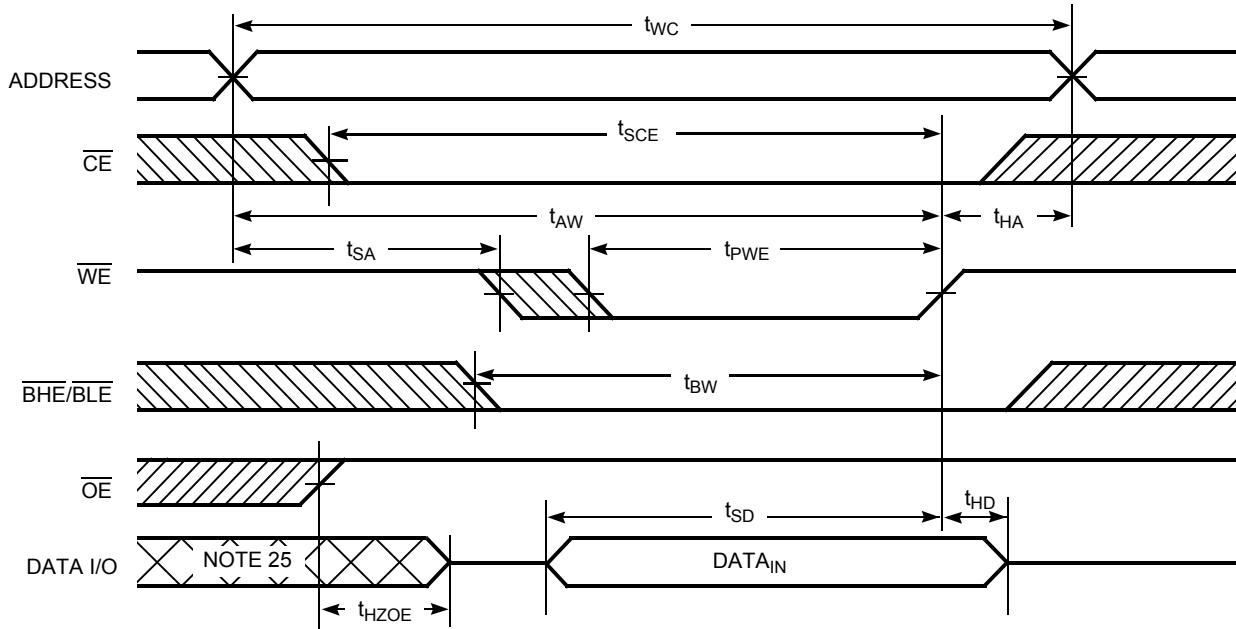 tWC
ADDRESS
tSCE
CE
tAW
tHA
tSA
tPWE
WE
tBW
BHE/BLE
OE
tSD
tHD
DATA I/O
NOTE 25
DATAIN
tHZOE